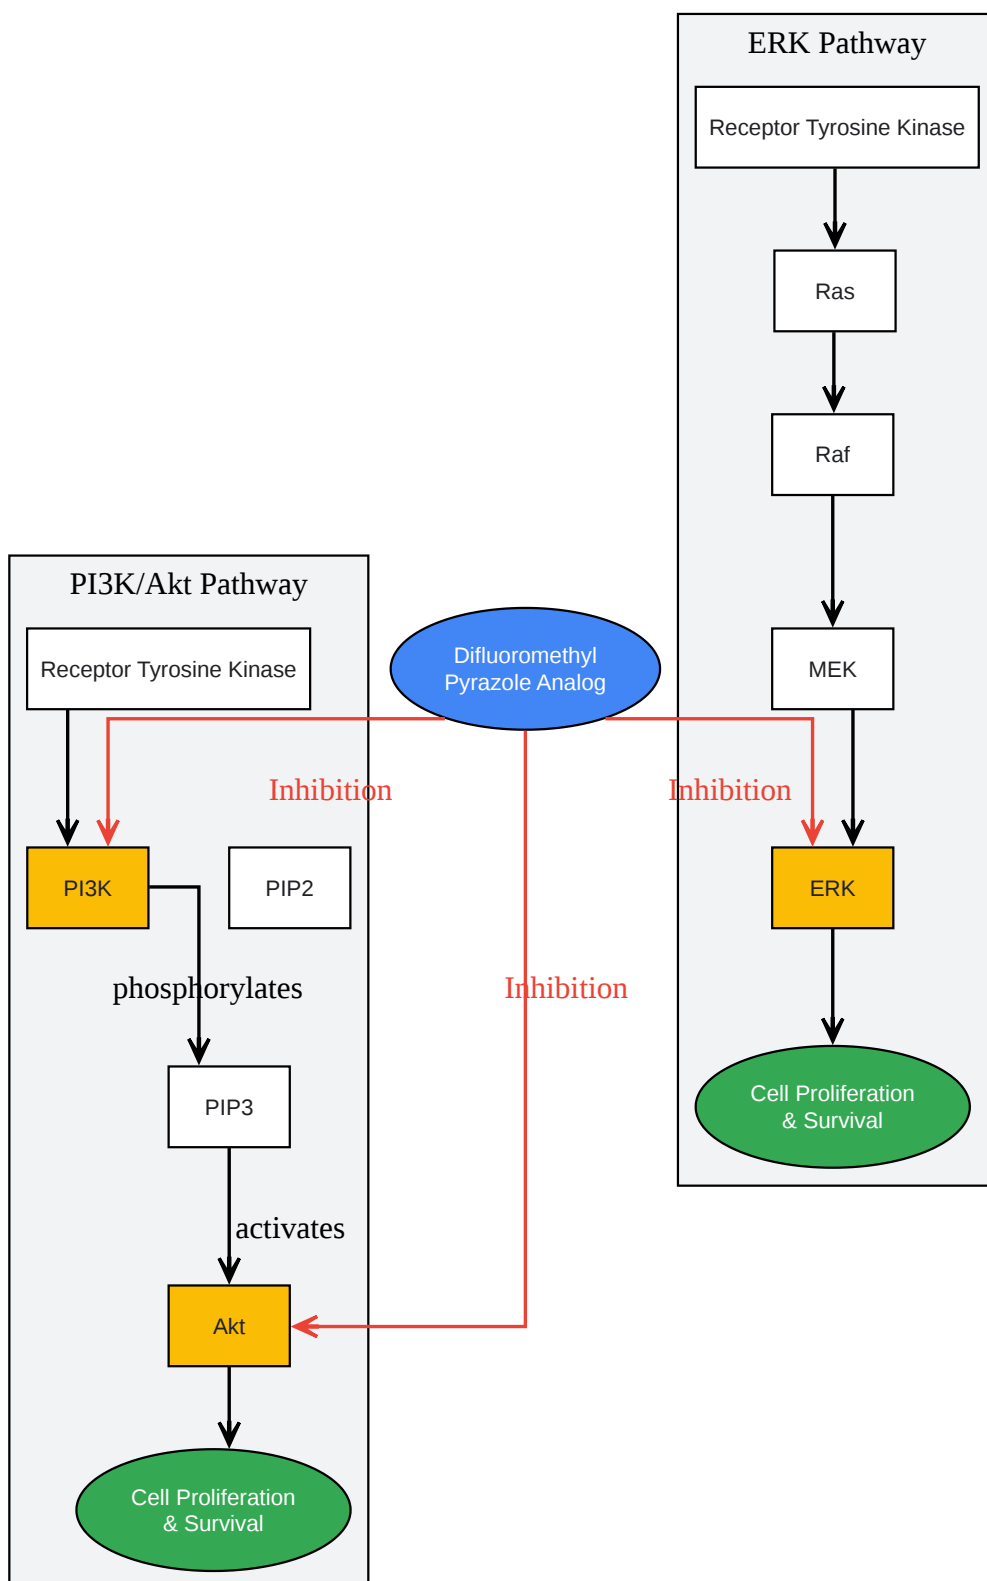 ERK Pathway
Receptor Tyrosine Kinase
Ras
Raf
MEK
Inhibition
ERK
Cell Proliferation
& Survival
Difluoromethyl
Pyrazole Analog
Inhibition
Inhibition
PI3K/Akt Pathway
Receptor Tyrosine Kinase
PI3K
PIP2
phosphorylates
PIP3
activates
Akt
Cell Proliferation
& Survival